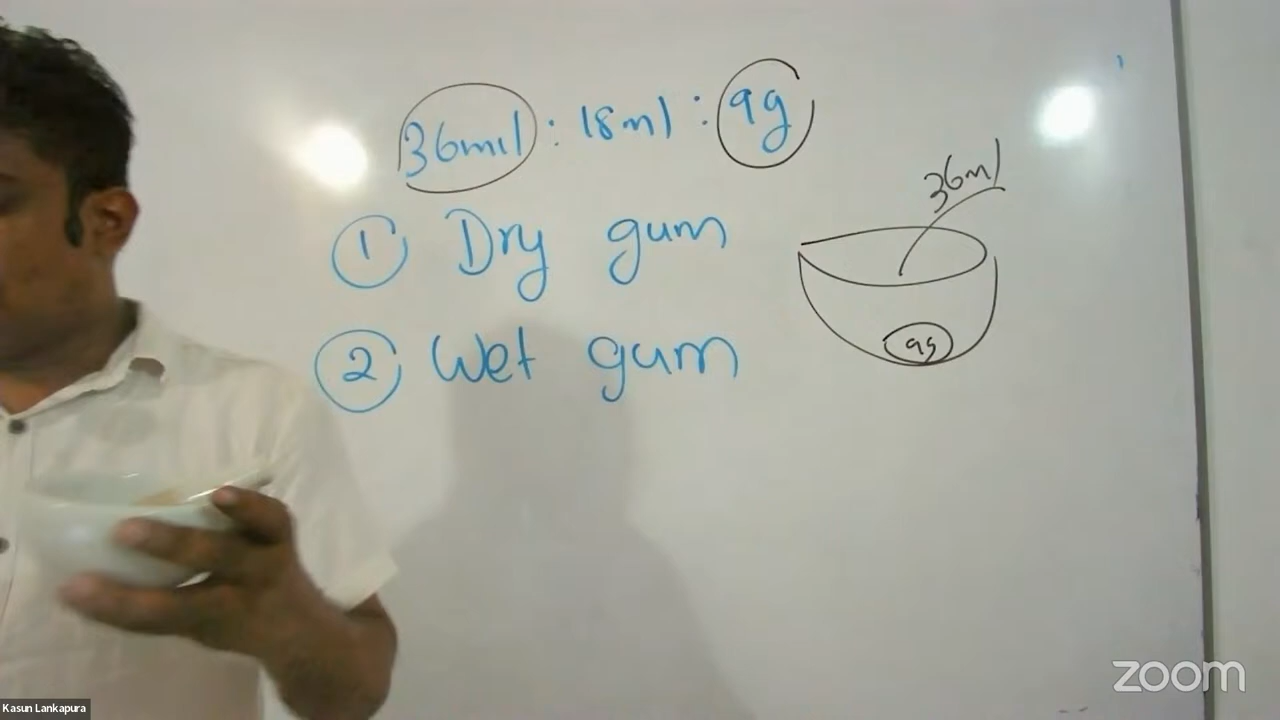 36ml : 18ml : 9g
36ml
① Dry gum
② Wet gum
9g
zoom
Kasun Lankapura